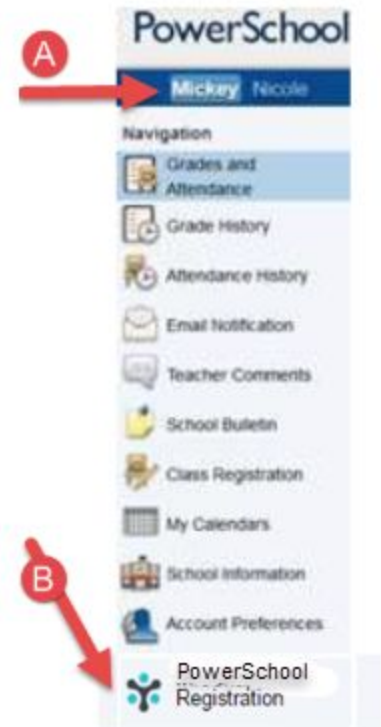 PowerSchool
A
Mickey Nicole
Navigation
Grades and
Attendance
Grade History
Attendance History
Email Notification
Teacher Comments
School Bulletin
Class Registration
My Calendars
School Information
B
Account Preferences
PowerSchool
Registration